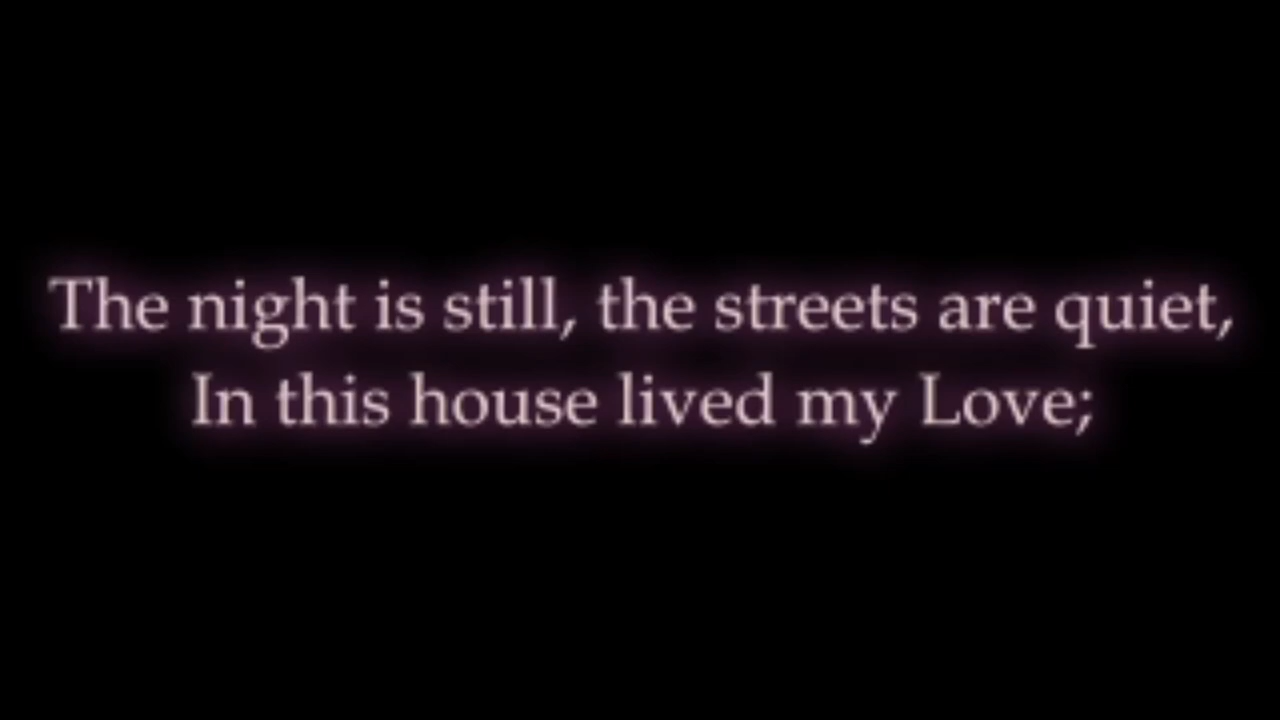 The night is still, the streets are quiet,
In this house lived my Love;